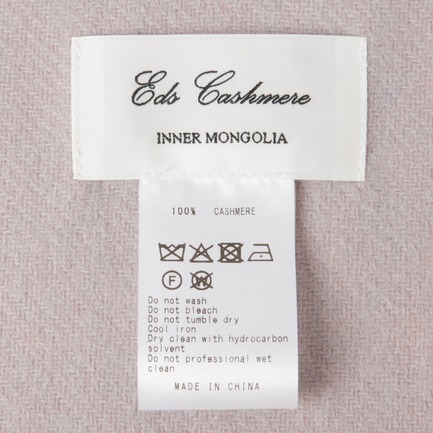 Eds Cashmere
INNER MONGOLIA
100% CASHMERE
F W
Do not wash
Do not bleach
Do not tumble dry
Cool iron
Dry clean with hydrocarbon
solvent
Do not professional wet
clean
MADE IN CHINA